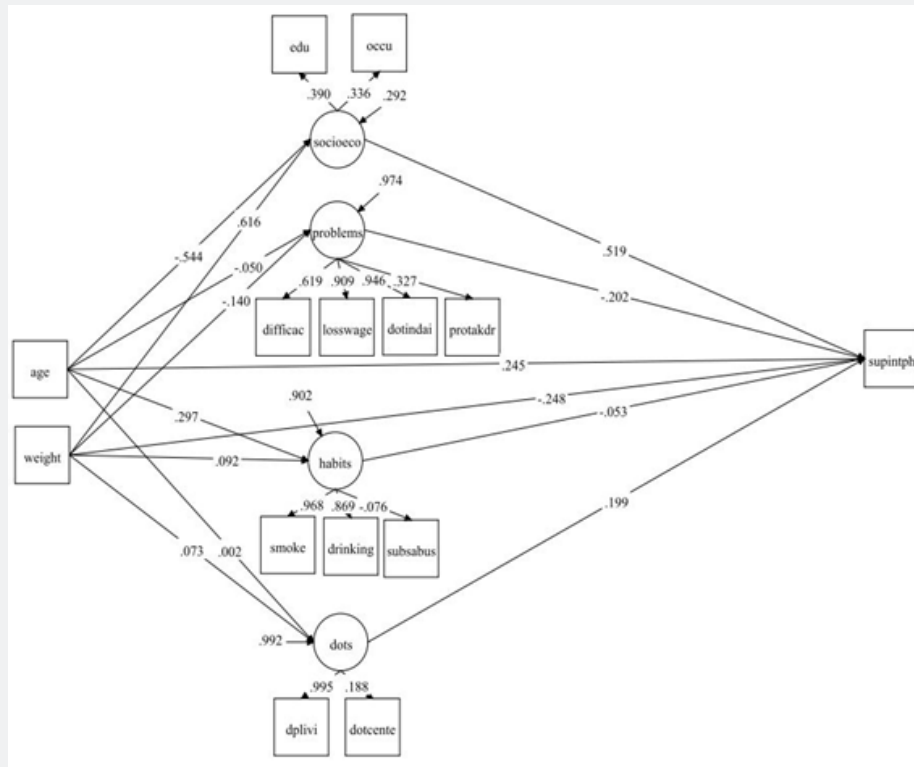 edu
occu
.390
.336
.292
socioeco
.974
.616
problems
.519
-.544
-.050
.619
.909
.946
.327
-.202
-.140
difficac
losswage
dotindai
protakdr
age
.245
supintph
.902
-.248
.297
-.053
weight
.092
habits
.968
.869
-.076
.199
smoke
drinking
subsabus
.073
.002
.992
dots
.995
.188
dplivi
dotcente